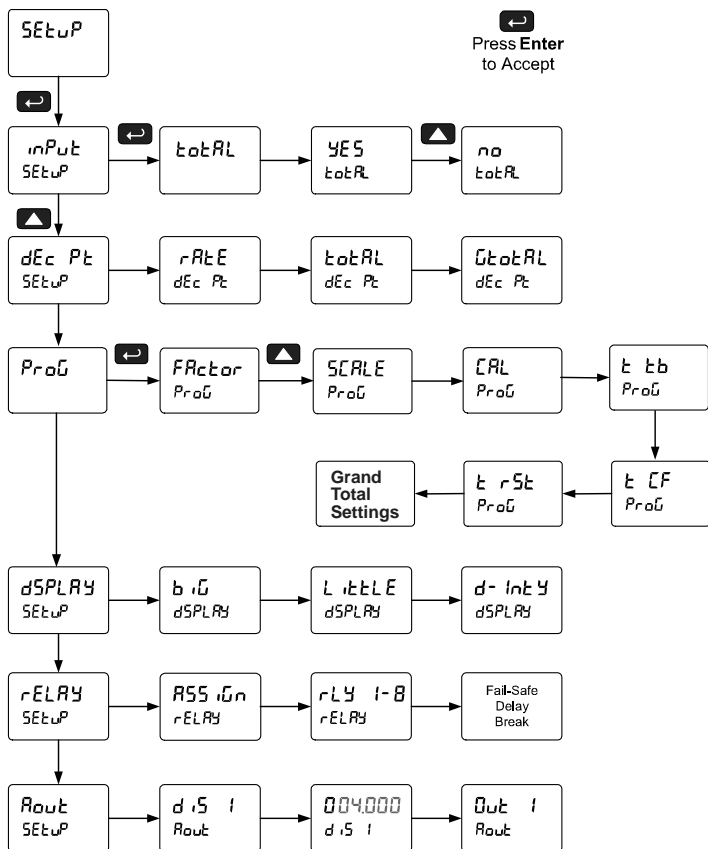 SEtuP
Press Enter
to Accept
inPut
SEtuP
totAL
YES
totAL
no
totAL
dEc Pt
SEtuP
rAtE
dEc Pt
totAL
dEc Pt
GtotAL
dEc Pt
ProG
FActor
ProG
SCALE
ProG
CAL
ProG
t tb
ProG
Grand
Total
Settings
t rSt
ProG
t CF
ProG
dSPLAY
SEtuP
biG
dSPLAY
LittLE
dSPLAY
d-IntY
dSPLAY
rELAY
SEtuP
ASSiGn
rELAY
rLY 1-8
rELAY
Fail-Safe
Delay
Break
Aout
SEtuP
diS 1
Aout
004.000
diS 1
Out 1
Aout